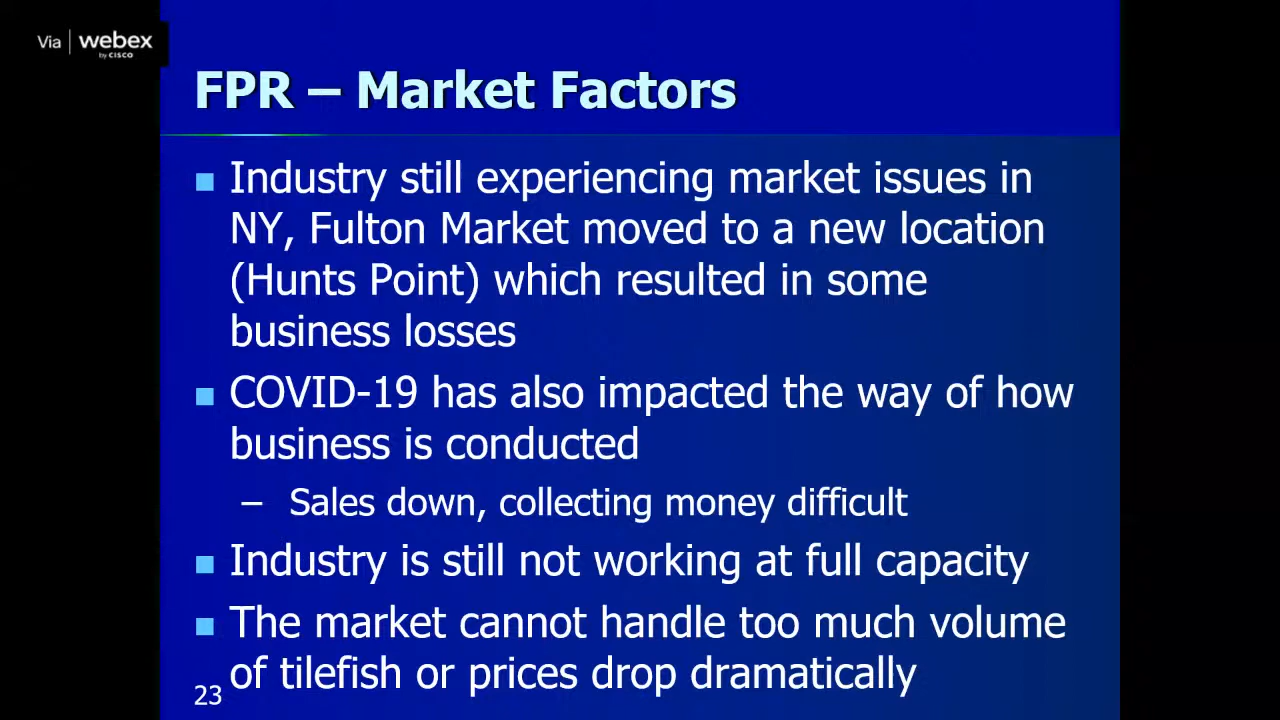 Via | webex
by CISCO
FPR – Market Factors
Industry still experiencing market issues in
NY, Fulton Market moved to a new location
(Hunts Point) which resulted in some
business losses
COVID-19 has also impacted the way of how
business is conducted
– Sales down, collecting money difficult
Industry is still not working at full capacity
The market cannot handle too much volume
of tilefish or prices drop dramatically
23